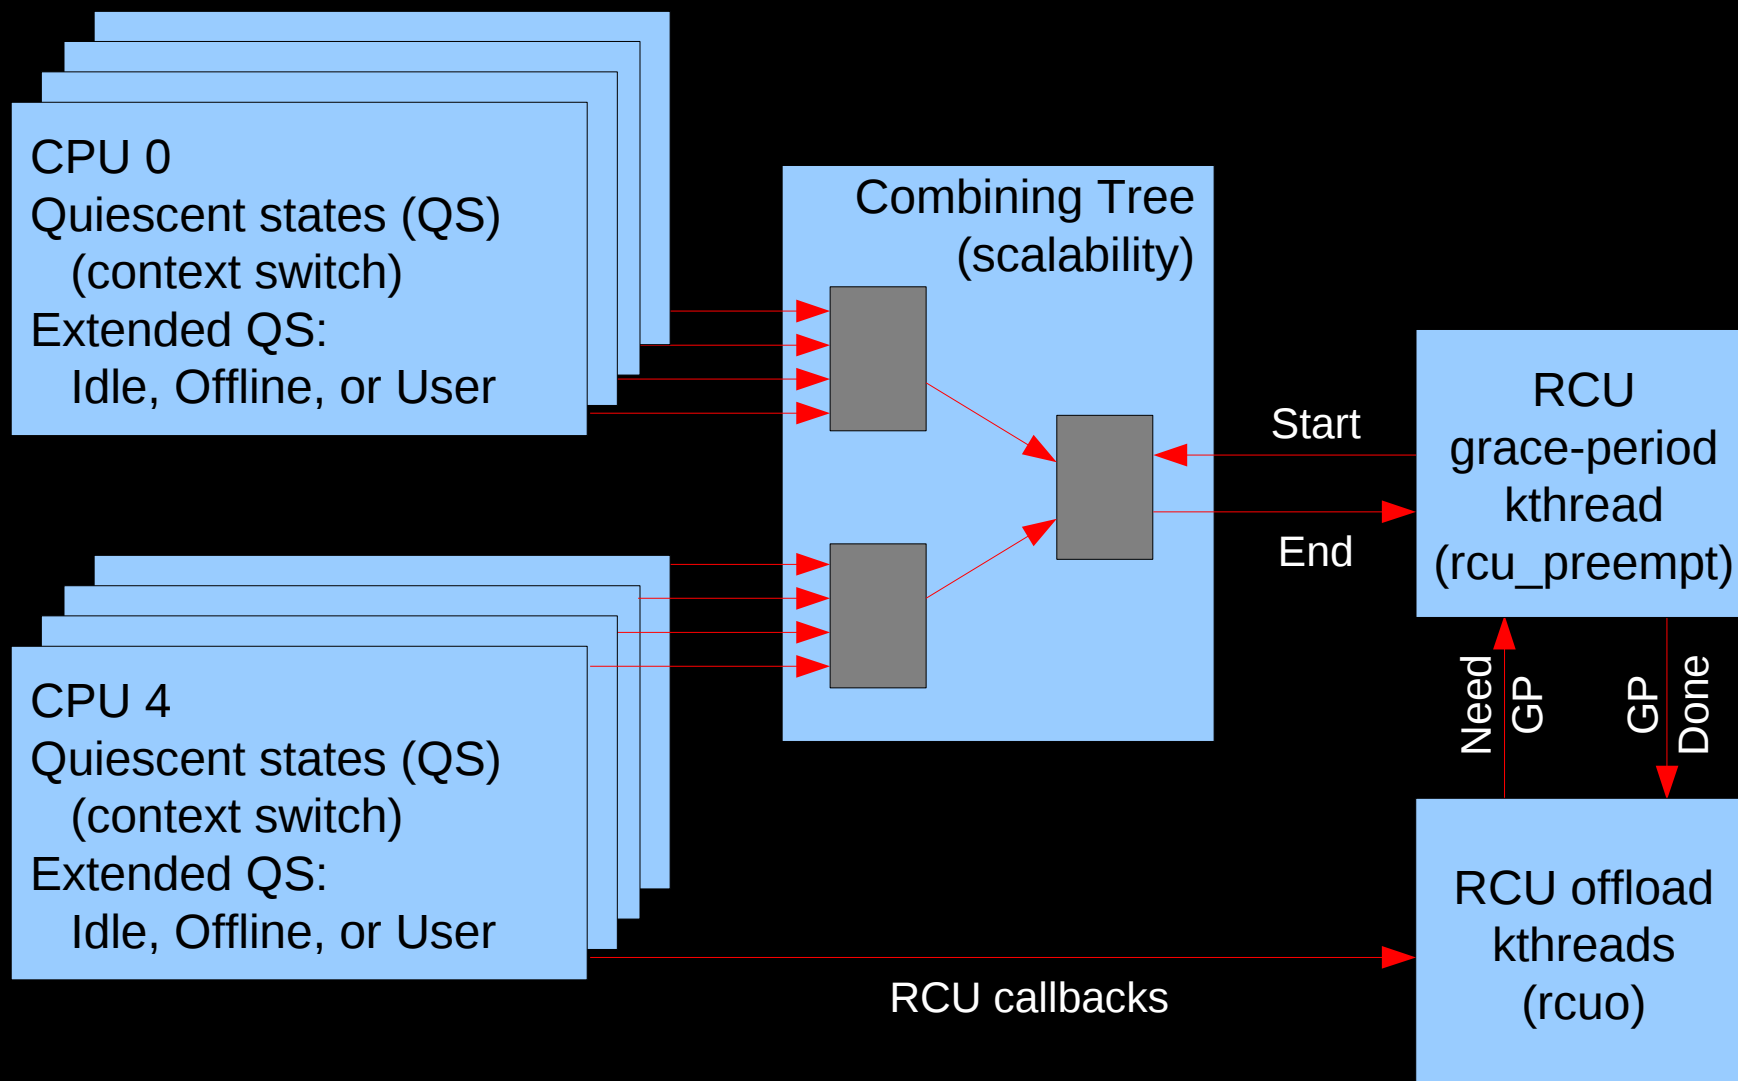 CPU 0
Quiescent states (QS)
(context switch)
Extended QS:
Idle, Offline, or User
Combining Tree
(scalability)
Start
End
RCU
grace-period
kthread
(rcu_preempt)
CPU 4
Quiescent states (QS)
(context switch)
Extended QS:
Idle, Offline, or User
Need
GP
GP
Done
RCU callbacks
RCU offload
kthreads
(rcuo)